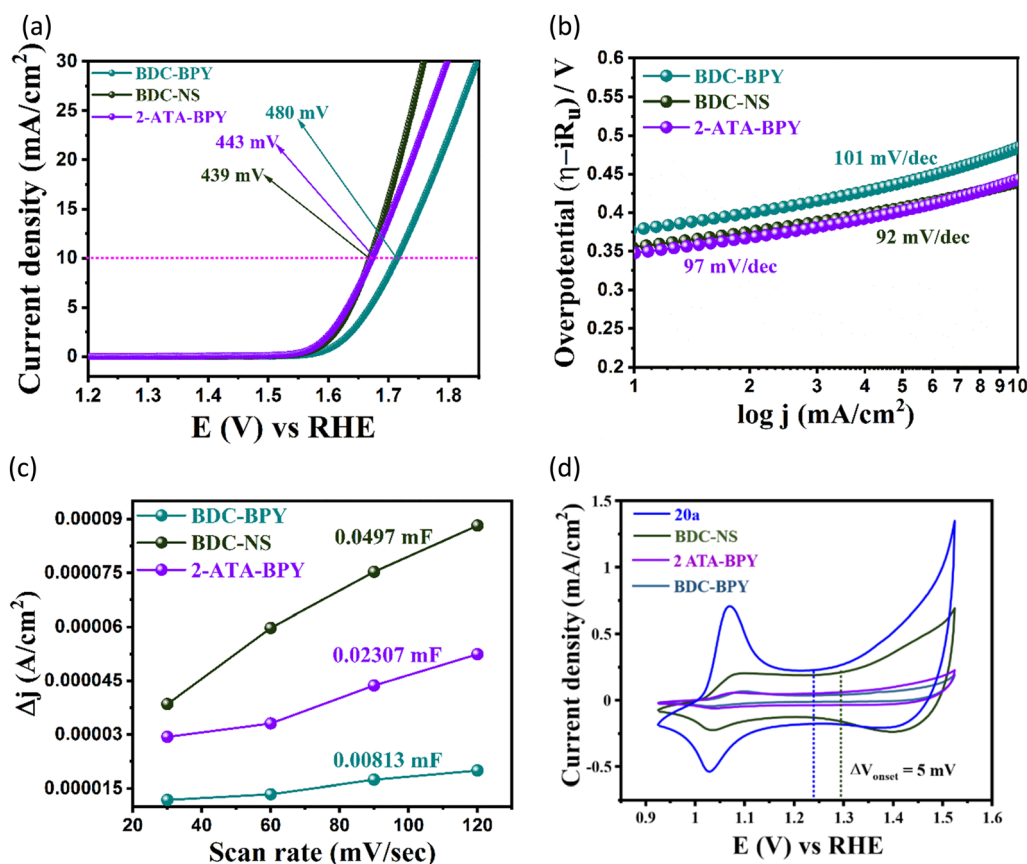 (a)
Current density (mA/cm²)
30
25
20
15
10
5
0
BDC-BPY
BDC-NS
2-ATA-BPY
480 mV
443 mV
439 mV
1.2 1.3 1.4 1.5 1.6 1.7 1.8
E (V) vs RHE
(b)
Overpotential (η−iRu) / V
0.6
0.55
0.5
0.45
0.4
0.35
0.3
0.25
0.2
BDC-BPY
BDC-NS
2-ATA-BPY
101 mV/dec
92 mV/dec
97 mV/dec
1 2 3 4 5 6 7 8 9 10
log j (mA/cm²)
(c)
Δj (A/cm²)
0.00009
0.000075
0.00006
0.000045
0.00003
0.000015
BDC-BPY
BDC-NS
2-ATA-BPY
0.0497 mF
0.02307 mF
0.00813 mF
20 40 60 80 100 120
Scan rate (mV/sec)
(d)
Current density (mA/cm²)
1.5
1
0.5
0
-0.5
20a
BDC-NS
2 ATA-BPY
BDC-BPY
ΔVonset = 5 mV
0.9 1 1.1 1.2 1.3 1.4 1.5 1.6
E (V) vs RHE